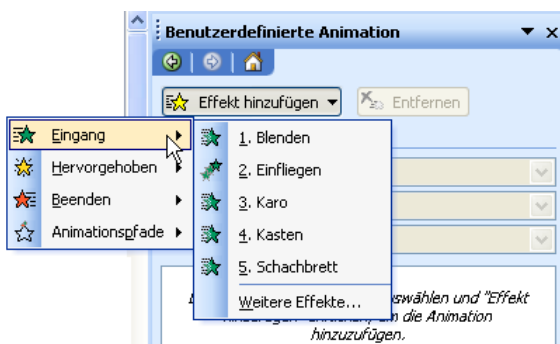 Benutzerdefinierte Animation
Effekt hinzufügen
Entfernen
Eingang
Hervorgehoben
Beenden
Animationspfade
1. Blenden
2. Einfliegen
3. Karo
4. Kasten
5. Schachbrett
Weitere Effekte...
swählen und "Effekt
um die Animation
hinzuzufügen.